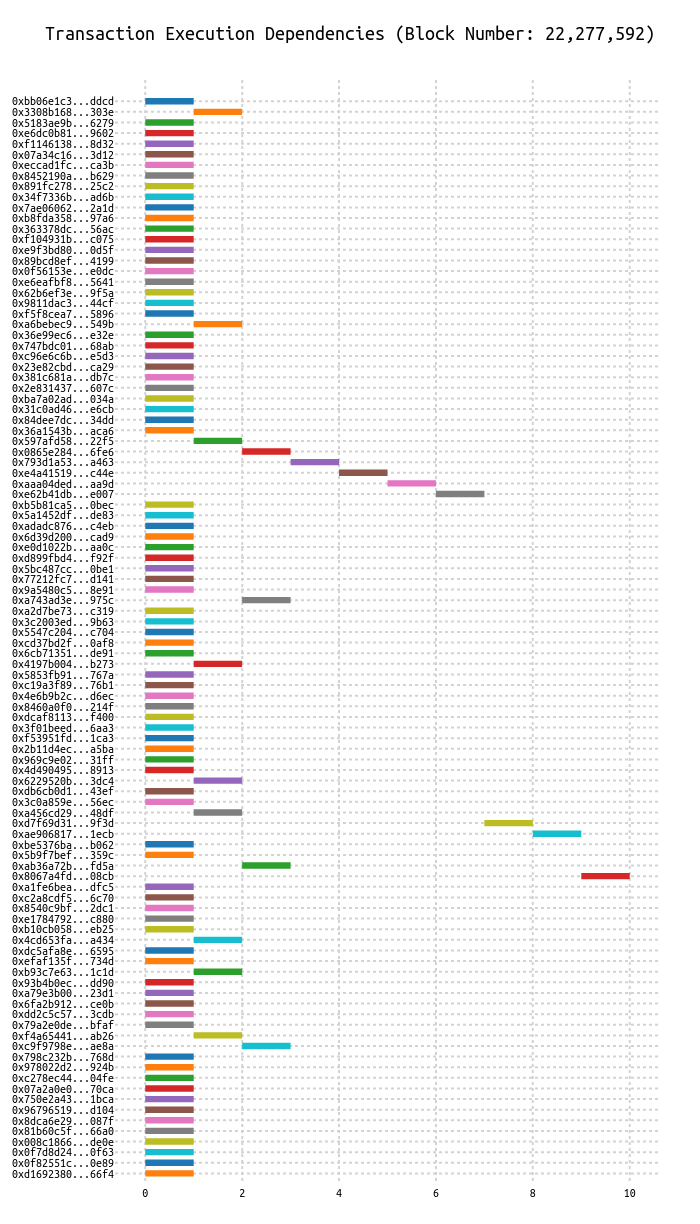 Transaction Execution Dependencies (Block Number: 22,277,592)
0xbb06e1c3...ddcd
0x3308b168...303e
0x5183ae9b...6279
0xe6dc0b81...9602
0xf1146138...8d32
0x07a34c16...3d12
0xeccad1fc...ca3b
0x8452190a...b629
0x891fc278...25c2
0x34f7336b...ad6b
0x7ae06062...2a1d
0xb8fda358...97a6
0x363378dc...56ac
0xf104931b...c075
0xe9f3bd80...0d5f
0x89bcd8ef...4199
0x0f56153e...e0dc
0xe6eafbf8...5641
0x62b6ef3e...9f5a
0x9811dac3...44cf
0xf5f8cea7...5896
0xa6bebec9...549b
0x36e99ec6...e32e
0x747bdc01...68ab
0xc96e6c6b...e5d3
0x23e82cbd...ca29
0x381c681a...db7c
0x2e831437...607c
0xba7a02ad...034a
0x31c0ad46...e6cb
0x84dee7dc...34dd
0x36a1543b...aca6
0x597afd58...22f5
0x0865e284...6fe6
0x793d1a53...a463
0xe4a41519...c44e
0xaaa04ded...aa9d
0xe62b41db...e007
0xb5b81ca5...0bec
0x5a1452df...de83
0xadadc876...c4eb
0x6d39d200...cad9
0xe0d1022b...aa0c
0xd899fbd4...f92f
0x5bc487cc...0be1
0x77212fc7...d141
0x9a5480c5...8e91
0xa743ad3e...975c
0xa2d7be73...c319
0x3c2003ed...9b63
0x5547c204...c704
0xcd37bd2f...0af8
0x6cb71351...de91
0x4197b004...b273
0x5853fb91...767a
0xc19a3f89...76b1
0x4e6b9b2c...d6ec
0x8460a0f0...214f
0xdcaf8113...f400
0x3f01beed...6aa3
0xf53951fd...1ca3
0x2b11d4ec...a5ba
0x969c9e02...31ff
0x4d490495...8913
0x6229520b...3dc4
0xdb6cb0d1...43ef
0x3c0a859e...56ec
0xa456cd29...48df
0xd7f69d31...9f3d
0xae906817...1ecb
0xbe5376ba...b062
0x5b9f7bef...359c
0xab36a72b...fd5a
0x8067a4fd...08cb
0xa1fe6bea...dfc5
0xc2a8cdf5...6c70
0x8540c9bf...2dc1
0xe1784792...c880
0xb10cb058...eb25
0x4cd653fa...a434
0xdc5afa8e...6595
0xefaf135f...734d
0xb93c7e63...1c1d
0x93b4b0ec...dd90
0xa79e3b00...23d1
0x6fa2b912...ce0b
0xdd2c5c57...3cdb
0x79a2e0de...bfaf
0xf4a65441...ab26
0xc9f9798e...ae8a
0x798c232b...768d
0x978022d2...924b
0xc278ec44...04fe
0x07a2a0e0...70ca
0x750e2a43...1bca
0x96796519...d104
0x8dca6e29...087f
0x81b60c5f...66a0
0x008c1866...de0e
0x0f7d8d24...0f63
0x0f82551c...0e89
0xd1692380...66f4
0 2 4 6 8 10